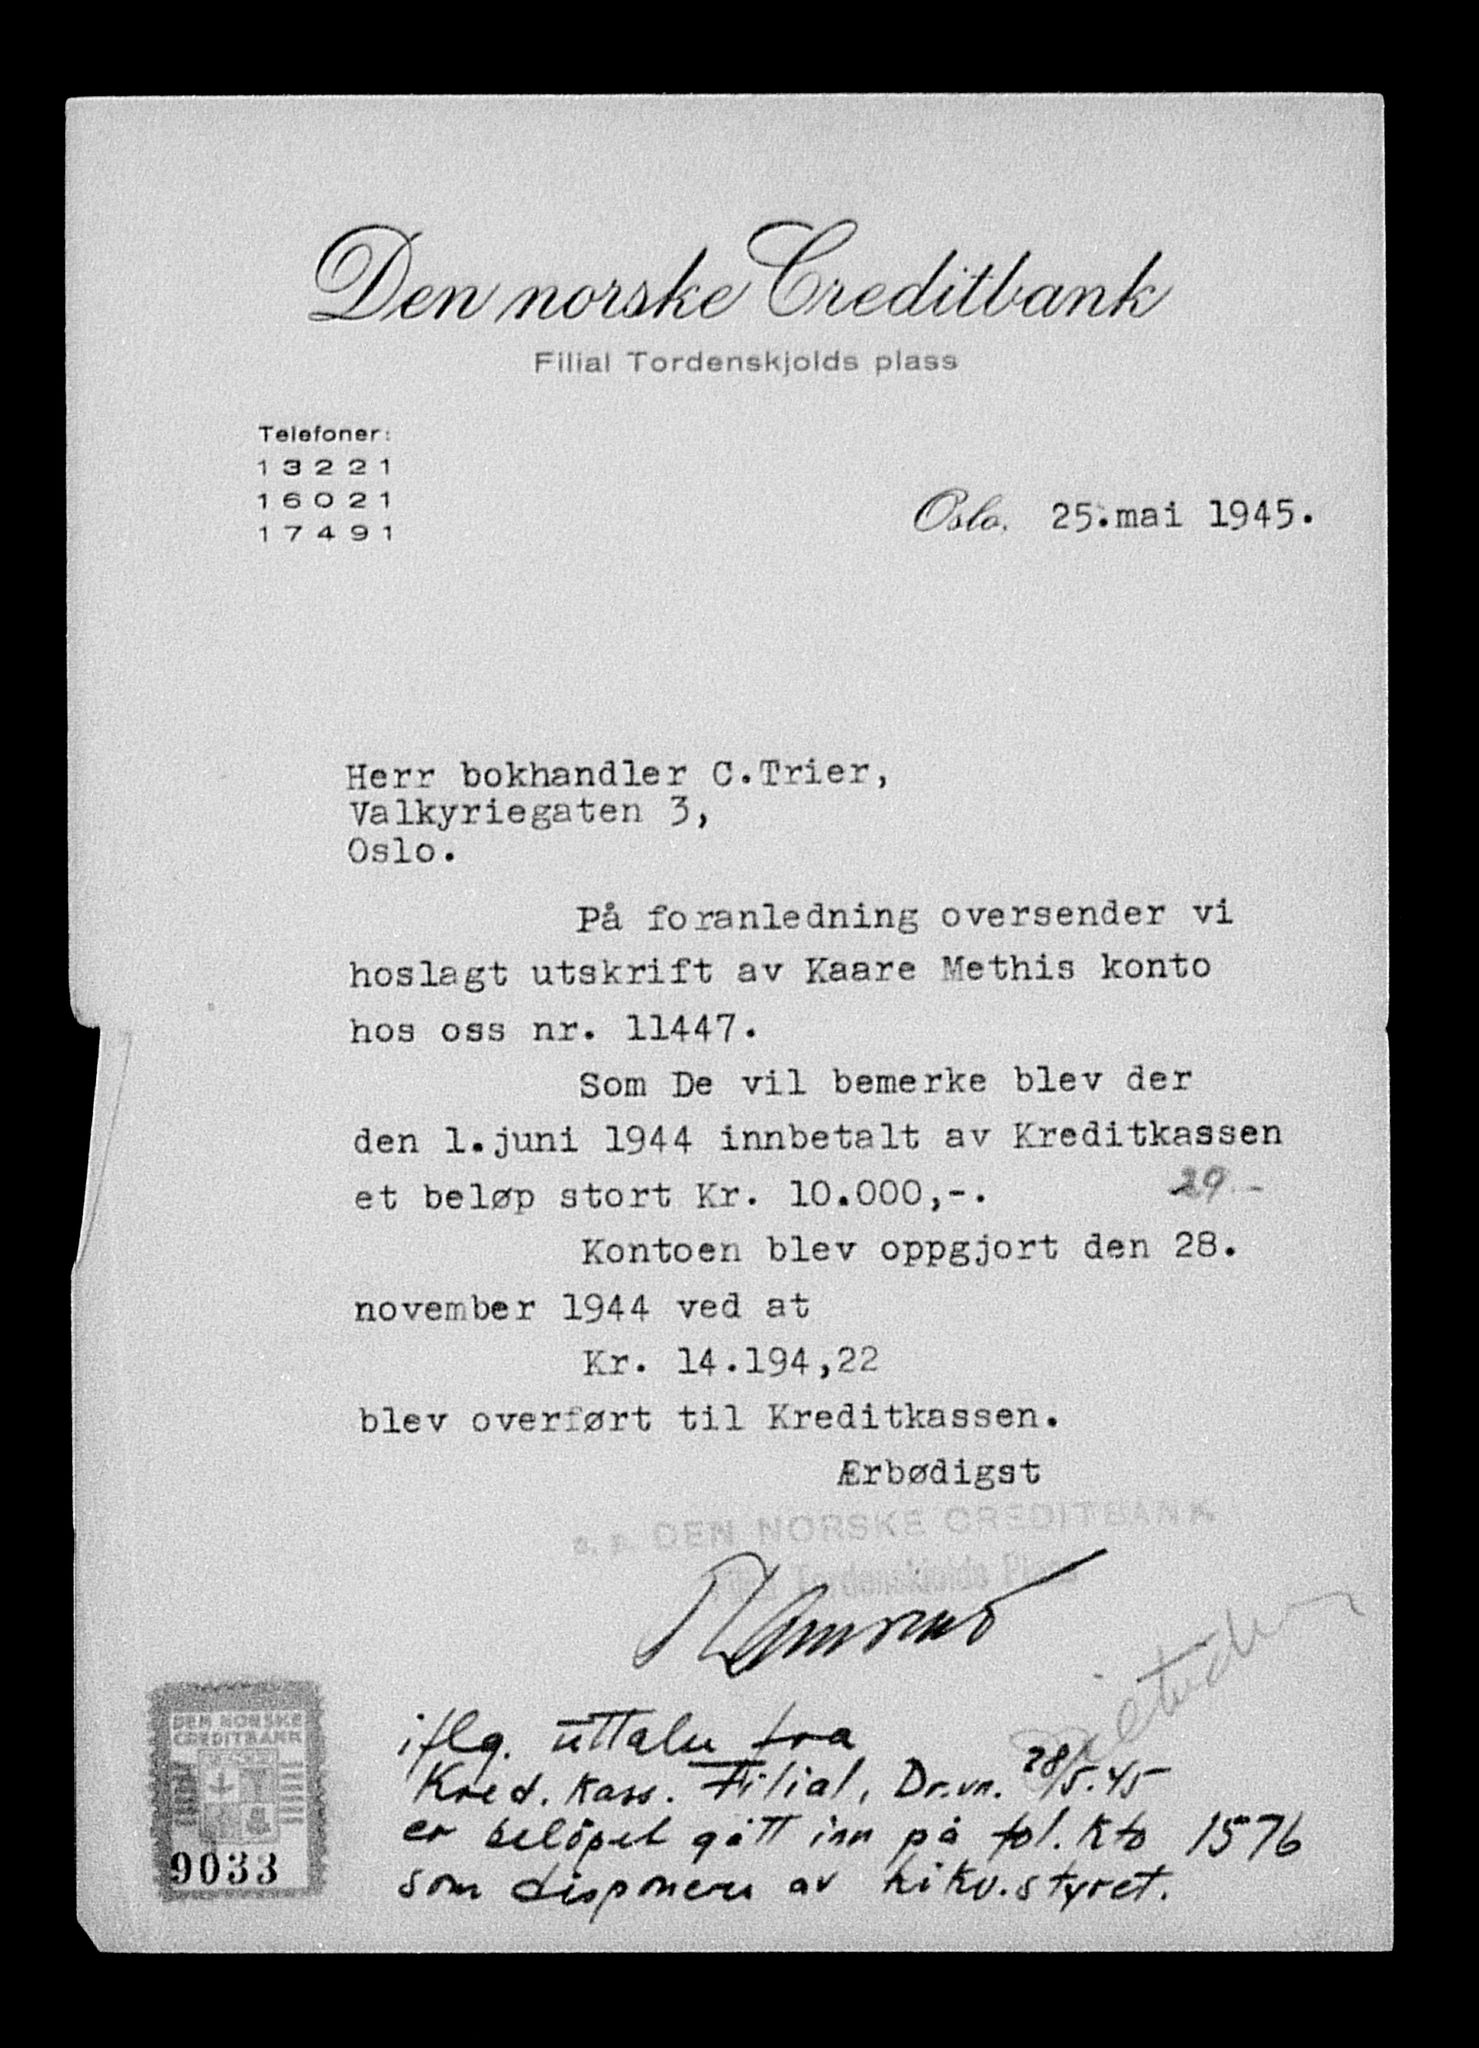 Den norske Creditbank
Filial Tordenskjolds plass
Telefoner:
13221
16021
17491
Oslo, 25.mai 1945.
Herr bokhandler C.Trier,
Valkyriegaten 3,
Oslo.
På foranledning oversender vi
hoslagt utskrift av Kaare Methis konto
hos oss nr. 11447.
Som De vil bemerke blev der
den 1.juni 1944 innbetalt av Kreditkassen
et beløp stort Kr. 10.000,-.
29.-
Kontoen blev oppgjort den 28.
november 1944 ved at
Kr. 14.194,22
blev overført til Kreditkassen.
Ærbødigst
p. p. DEN NORSKE CREDITBANK
Filial Tordenskjolds Plass
iflg. uttalu fra
Kred. kass. Filial, Dr.vn. 28/5.45
er belöpet gått inn på fol. Kto 1576
som disponeres av likv.styret.
DEN NORSKE
CREDITBANK
9033